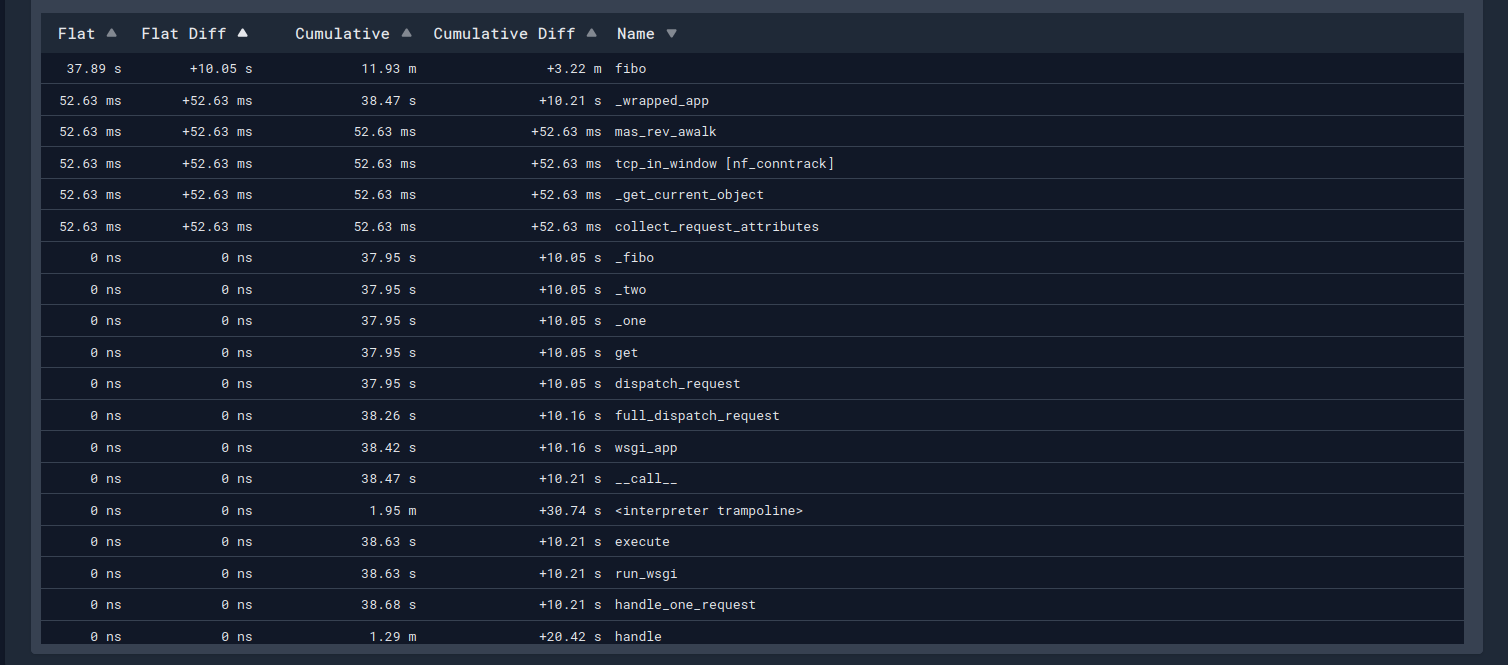 Flat Flat Diff Cumulative Cumulative Diff Name
37.89 s +10.05 s 11.93 m +3.22 m fibo
52.63 ms +52.63 ms 38.47 s +10.21 s _wrapped_app
52.63 ms +52.63 ms 52.63 ms +52.63 ms mas_rev_awalk
52.63 ms +52.63 ms 52.63 ms +52.63 ms tcp_in_window [nf_conntrack]
52.63 ms +52.63 ms 52.63 ms +52.63 ms _get_current_object
52.63 ms +52.63 ms 52.63 ms +52.63 ms collect_request_attributes
0 ns 0 ns 37.95 s +10.05 s _fibo
0 ns 0 ns 37.95 s +10.05 s _two
0 ns 0 ns 37.95 s +10.05 s _one
0 ns 0 ns 37.95 s +10.05 s get
0 ns 0 ns 37.95 s +10.05 s dispatch_request
0 ns 0 ns 38.26 s +10.16 s full_dispatch_request
0 ns 0 ns 38.42 s +10.16 s wsgi_app
0 ns 0 ns 38.47 s +10.21 s __call__
0 ns 0 ns 1.95 m +30.74 s <interpreter trampoline>
0 ns 0 ns 38.63 s +10.21 s execute
0 ns 0 ns 38.63 s +10.21 s run_wsgi
0 ns 0 ns 38.68 s +10.21 s handle_one_request
0 ns 0 ns 1.29 m +20.42 s handle